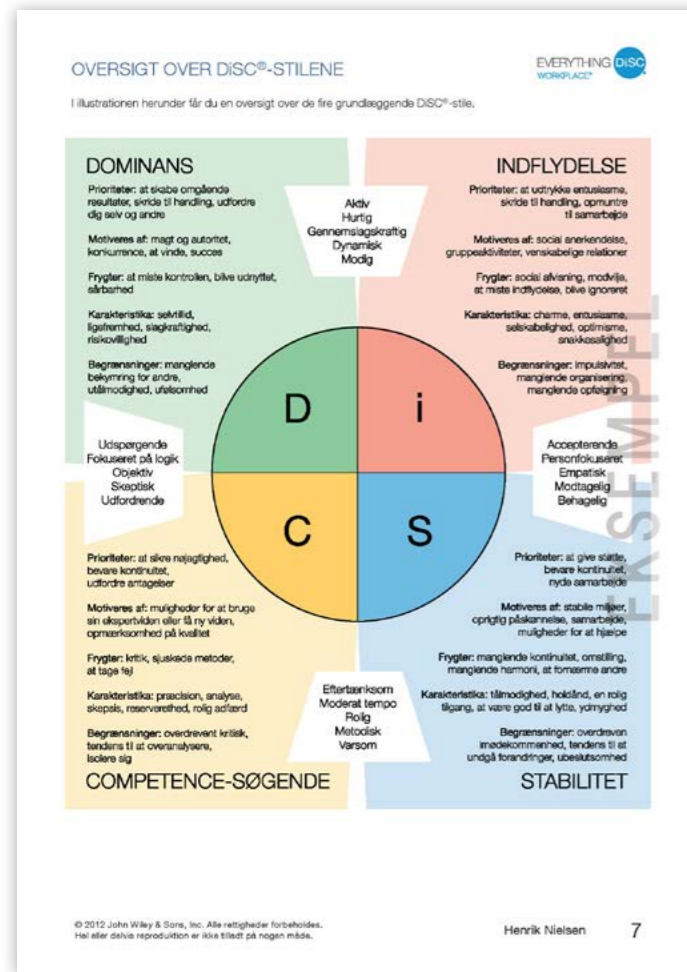 OVERSIGT OVER DiSC®-STILENE
EVERYTHING DiSC
WORKPLACE®
I illustrationen herunder får du en oversigt over de fire grundlæggende DiSC®-stile.
DOMINANS
Prioriteter: at skabe omgående
resultater, skride til handling, udfordre
dig selv og andre
Motiveres af: magt og autoritet,
konkurrence, at vinde, succes
Frygter: at miste kontrollen, blive udnyttet,
sårbarhed
Karakteristika: selvtillid,
ligefremhed, slagkraftighed,
risikovillighed
Begrænsninger: manglende
bekymring for andre,
utålmodighed, ufølsomhed
Aktiv
Hurtig
Gennemslagskraftig
Dynamisk
Modig
INDFLYDELSE
Prioriteter: at udtrykke entusiasme,
skride til handling, opmuntre
til samarbejde
Motiveres af: social anerkendelse,
gruppeaktiviteter, venskabelige relationer
Frygter: social afvisning, modvilje,
at miste indflydelse, blive ignoreret
Karakteristika: charme, entusiasme,
selskabelighed, optimisme,
snakkesalighed
Begrænsninger: impulsivitet,
manglende organisering,
manglende opfølgning
D
i
C
S
Udspørgende
Fokuseret på logik
Objektiv
Skeptisk
Udfordrende
Accepterende
Personfokuseret
Empatisk
Modtagelig
Behagelig
EKSEMPEL
Prioriteter: at sikre nøjagtighed,
bevare kontinuitet,
udfordre antagelser
Motiveres af: muligheder for at bruge
sin ekspertviden eller få ny viden,
opmærksomhed på kvalitet
Frygter: kritik, sjuskede metoder,
at tage fejl
Karakteristika: præcision, analyse,
skepsis, reserverethed, rolig adfærd
Begrænsninger: overdrevent kritisk,
tendens til at overanalysere,
isolere sig
COMPETENCE-SØGENDE
Eftertænksom
Moderat tempo
Rolig
Metodisk
Varsom
Prioriteter: at give støtte,
bevare kontinuitet,
nyde samarbejde
Motiveres af: stabile miljøer,
oprigtig påskønnelse, samarbejde,
muligheder for at hjælpe
Frygter: manglende kontinuitet, omstilling,
manglende harmoni, at fornærme andre
Karakteristika: tålmodighed, holdånd, en rolig
tilgang, at være god til at lytte, ydmyghed
Begrænsninger: overdreven
imødekommenhed, tendens til at
undgå forandringer, ubeslutsomhed
STABILITET
© 2012 John Wiley & Sons, Inc. Alle rettigheder forbeholdes.
Hel eller delvis reproduktion er ikke tilladt på nogen måde.
Henrik Nielsen
7